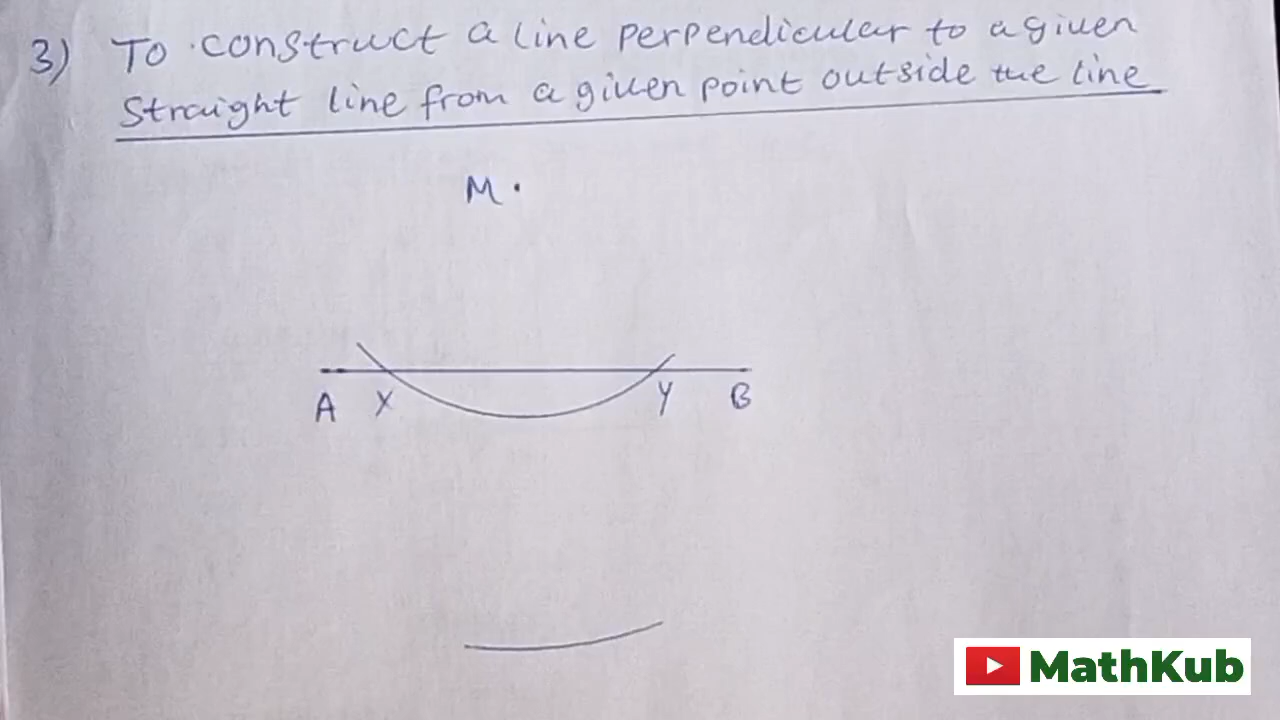 3) To construct a line perpendicular to a given
straight line from a given point outside the line
M
A X Y B
MathKub